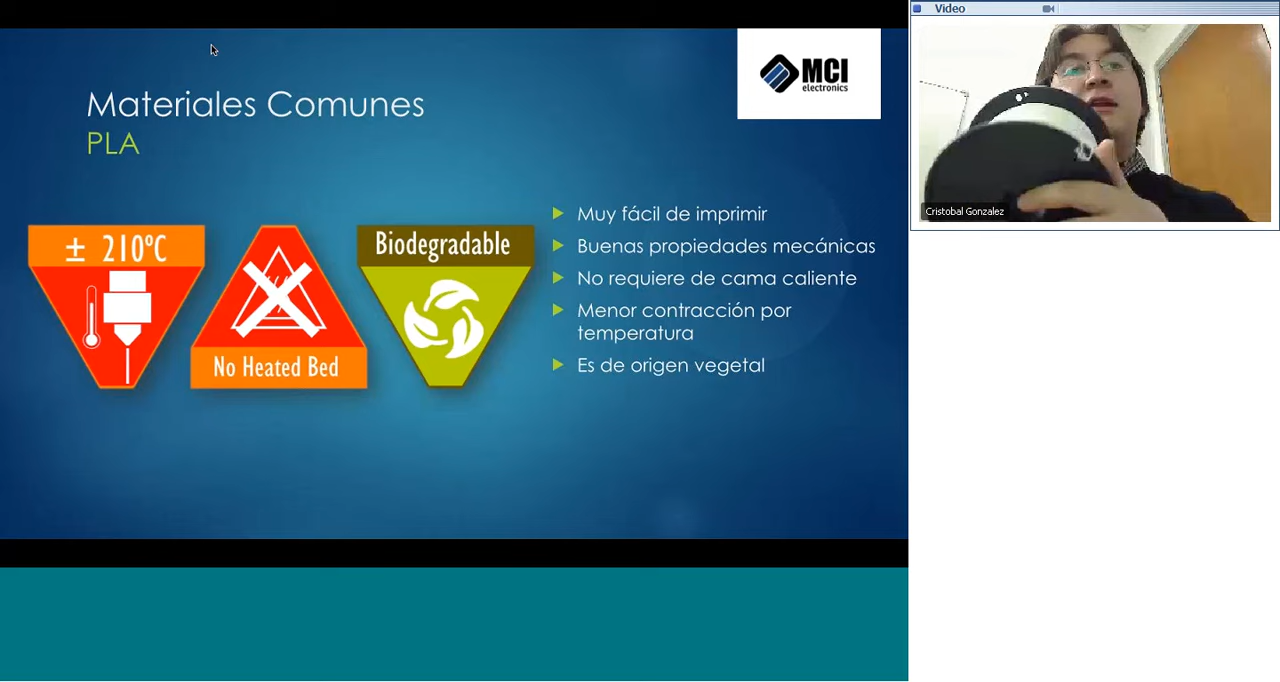 Video
MCI
electronics
Materiales Comunes
PLA
± 210ºC
No Heated Bed
Biodegradable
Muy fácil de imprimir
Buenas propiedades mecánicas
No requiere de cama caliente
Menor contracción por
temperatura
Es de origen vegetal
Cristobal Gonzalez